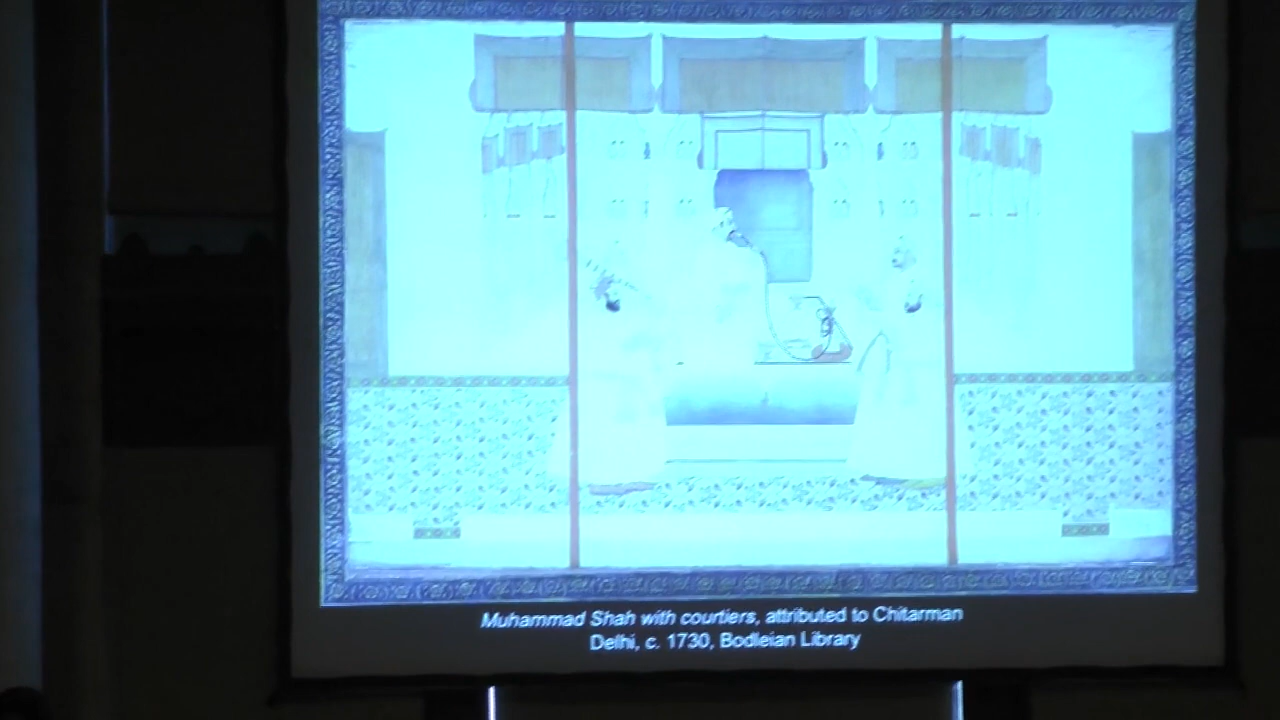 Muhammad Shah with courtiers, attributed to Chitarman
Delhi, c. 1730, Bodleian Library